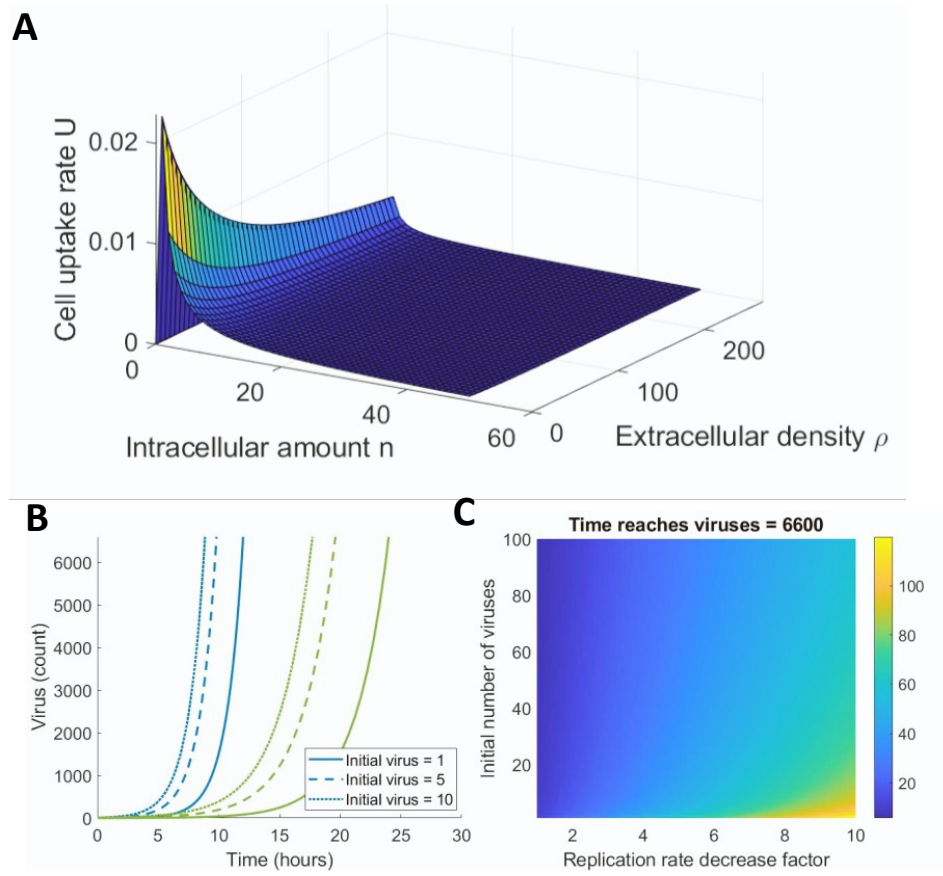 A
Cell uptake rate U
0.02
0.01
0
0
20
40
60
Intracellular amount n
0
100
200
Extracellular density ρ
B
Virus (count)
6000
5000
4000
3000
2000
1000
0
0 5 10 15 20 25 30
Time (hours)
Initial virus = 1
Initial virus = 5
Initial virus = 10
C
Time reaches viruses = 6600
Initial number of viruses
100
80
60
40
20
2 4 6 8 10
Replication rate decrease factor
100
80
60
40
20